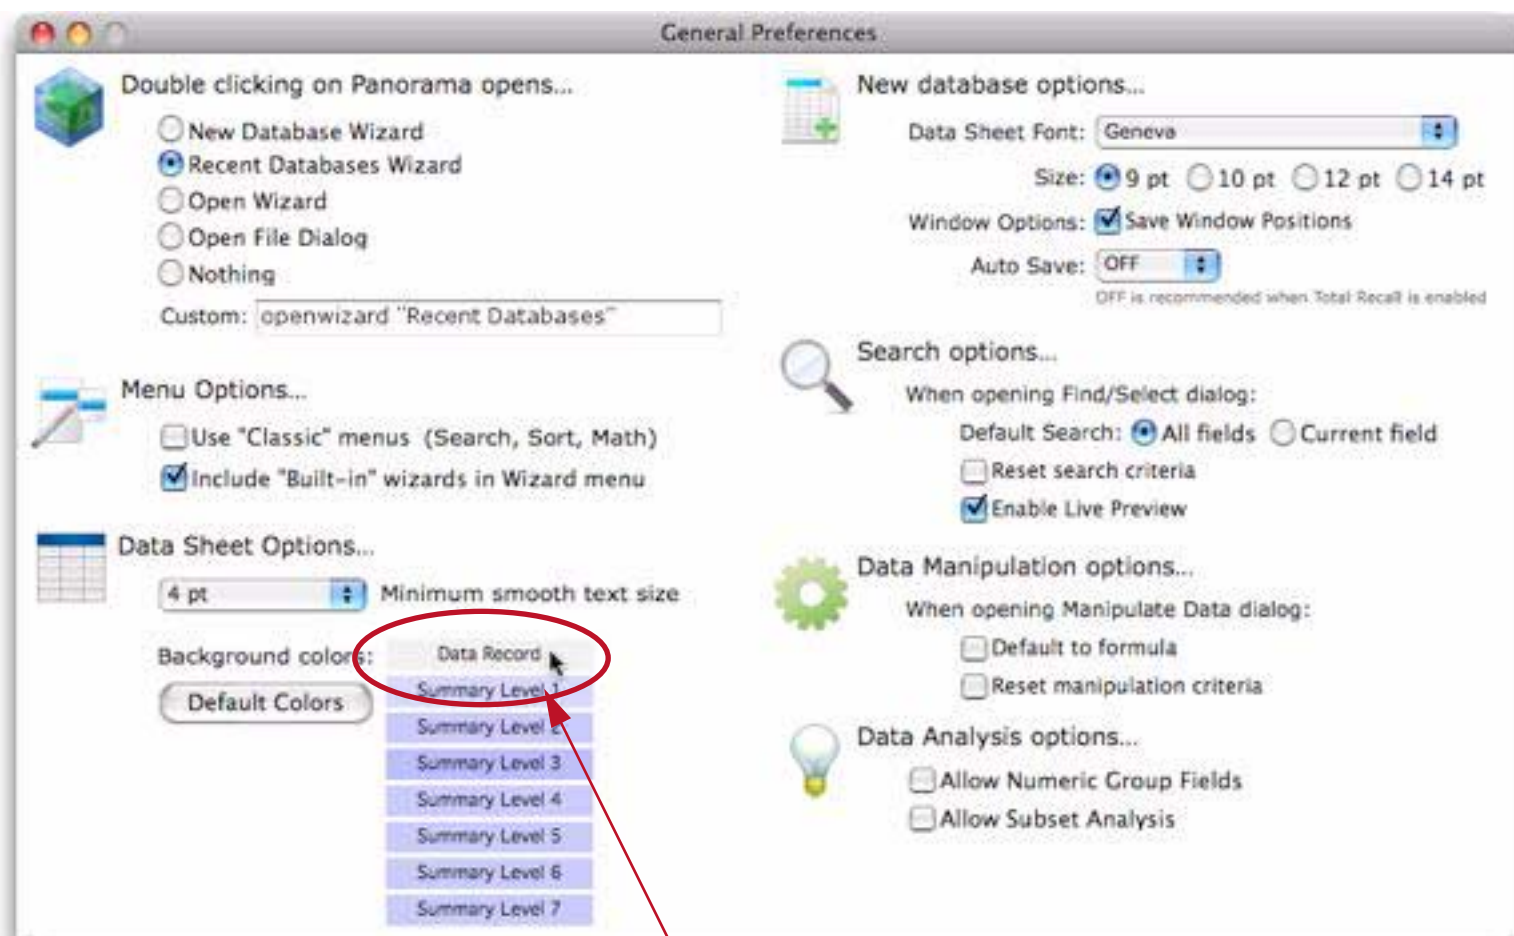 General Preferences
Double clicking on Panorama opens...
New Database Wizard
Recent Databases Wizard
Open Wizard
Open File Dialog
Nothing
Custom: openwizard "Recent Databases"
Menu Options...
Use "Classic" menus (Search, Sort, Math)
Include "Built-in" wizards in Wizard menu
Data Sheet Options...
4 pt Minimum smooth text size
Background colors: Data Record
Default Colors
Summary Level 1
Summary Level 2
Summary Level 3
Summary Level 4
Summary Level 5
Summary Level 6
Summary Level 7
New database options...
Data Sheet Font: Geneva
Size: 9 pt 10 pt 12 pt 14 pt
Window Options: Save Window Positions
Auto Save: OFF
OFF is recommended when Total Recall is enabled
Search options...
When opening Find/Select dialog:
Default Search: All fields Current field
Reset search criteria
Enable Live Preview
Data Manipulation options...
When opening Manipulate Data dialog:
Default to formula
Reset manipulation criteria
Data Analysis options...
Allow Numeric Group Fields
Allow Subset Analysis